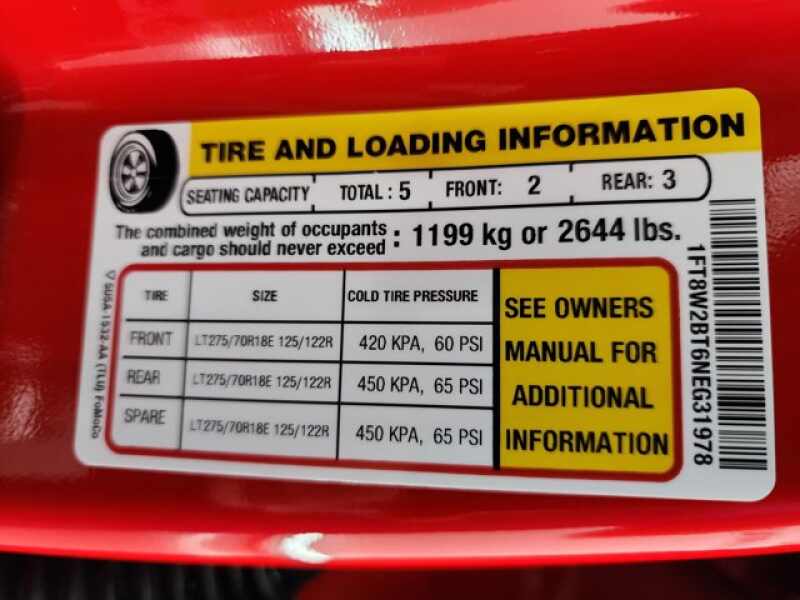 TIRE AND LOADING INFORMATION
SEATING CAPACITY TOTAL : 5 FRONT: 2 REAR: 3
The combined weight of occupants
and cargo should never exceed : 1199 kg or 2644 lbs.
TIRE SIZE COLD TIRE PRESSURE
FRONT LT275/70R18E 125/122R 420 KPA, 60 PSI
REAR LT275/70R18E 125/122R 450 KPA, 65 PSI
SPARE LT275/70R18E 125/122R 450 KPA, 65 PSI
SEE OWNERS
MANUAL FOR
ADDITIONAL
INFORMATION
1FT8W2BT6NEG31978